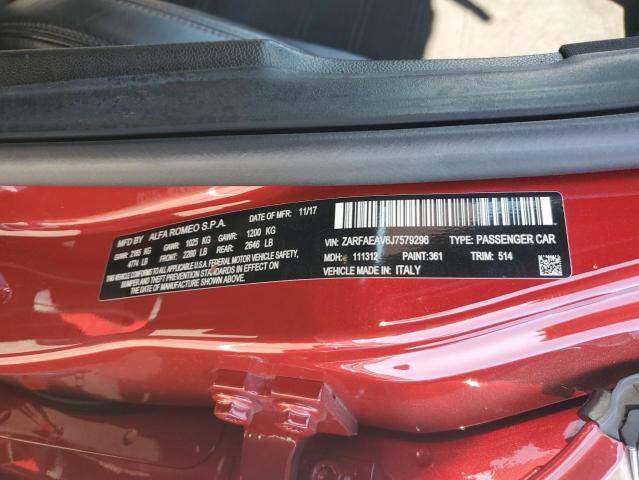 ALFA ROMEO S.P.A. DATE OF MFR: 11/17
GVWR: 2165 KG GAWR: 1025 KG GAWR: 1200 KG
4774 LB FRONT: 2260 LB REAR: 2646 LB
THIS VEHICLE CONFORMS TO ALL APPLICABLE U.S.A. FEDERAL MOTOR VEHICLE SAFETY,
BUMPER AND THEFT PREVENTION STANDARDS IN EFFECT ON
THE DATE OF MANUFACTURE SHOWN ABOVE.
VIN: ZARFAEAV6J7579296 TYPE: PASSENGER CAR
MDH: 111312 PAINT:361 TRIM: 514
VEHICLE MADE IN: ITALY